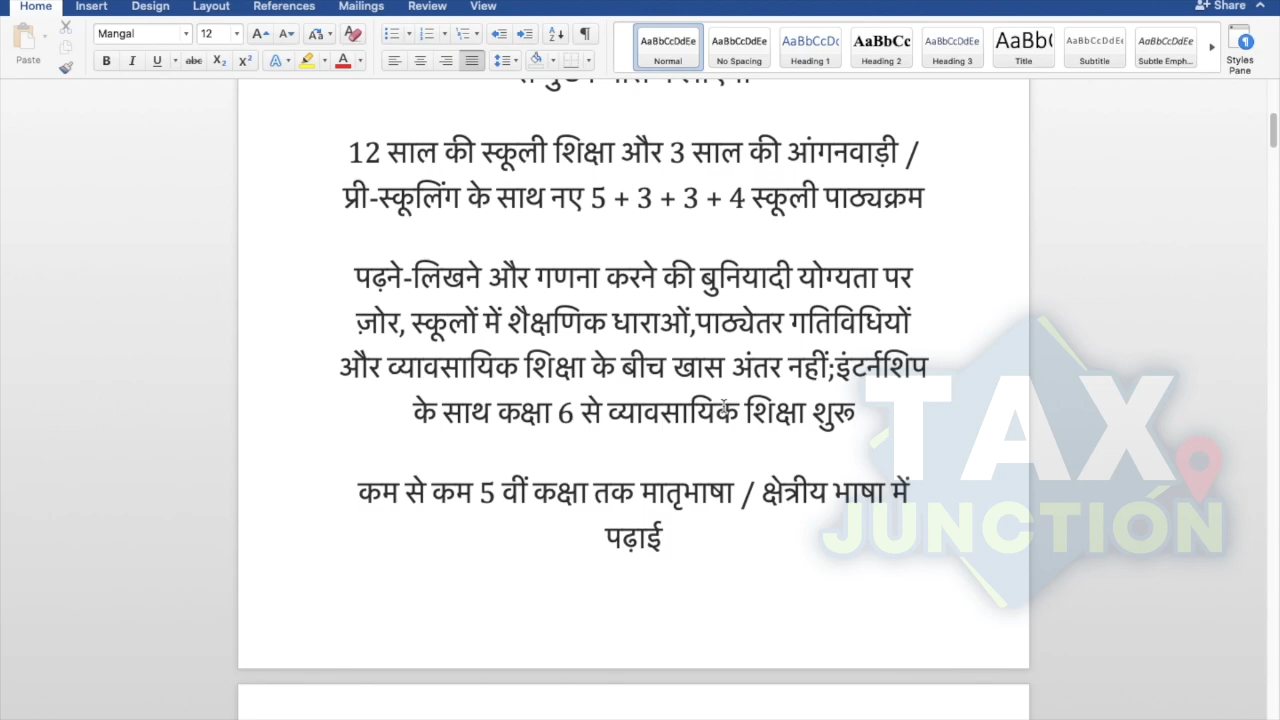 Home Insert Design Layout References Mailings Review View Share
Mangal 12
Paste
AaBbCcDdEe AaBbCcDdEe AaBbCcDc AaBbCc AaBbCcDdEe AaBb( AaBbCcDdEe AaBbCcDdEe
Normal No Spacing Heading 1 Heading 2 Heading 3 Title Subtitle Subtle Emph... Styles Pane
12 साल की स्कूली शिक्षा और 3 साल की आंगनवाड़ी /
प्री-स्कूलिंग के साथ नए 5 + 3 + 3 + 4 स्कूली पाठ्यक्रम
पढ़ने-लिखने और गणना करने की बुनियादी योग्यता पर
ज़ोर, स्कूलों में शैक्षणिक धाराओं,पाठ्येतर गतिविधियों
और व्यावसायिक शिक्षा के बीच खास अंतर नहीं;इंटर्नशिप
के साथ कक्षा 6 से व्यावसायिक शिक्षा शुरू
कम से कम 5 वीं कक्षा तक मातृभाषा / क्षेत्रीय भाषा में
पढ़ाई
TAX
JUNCTION